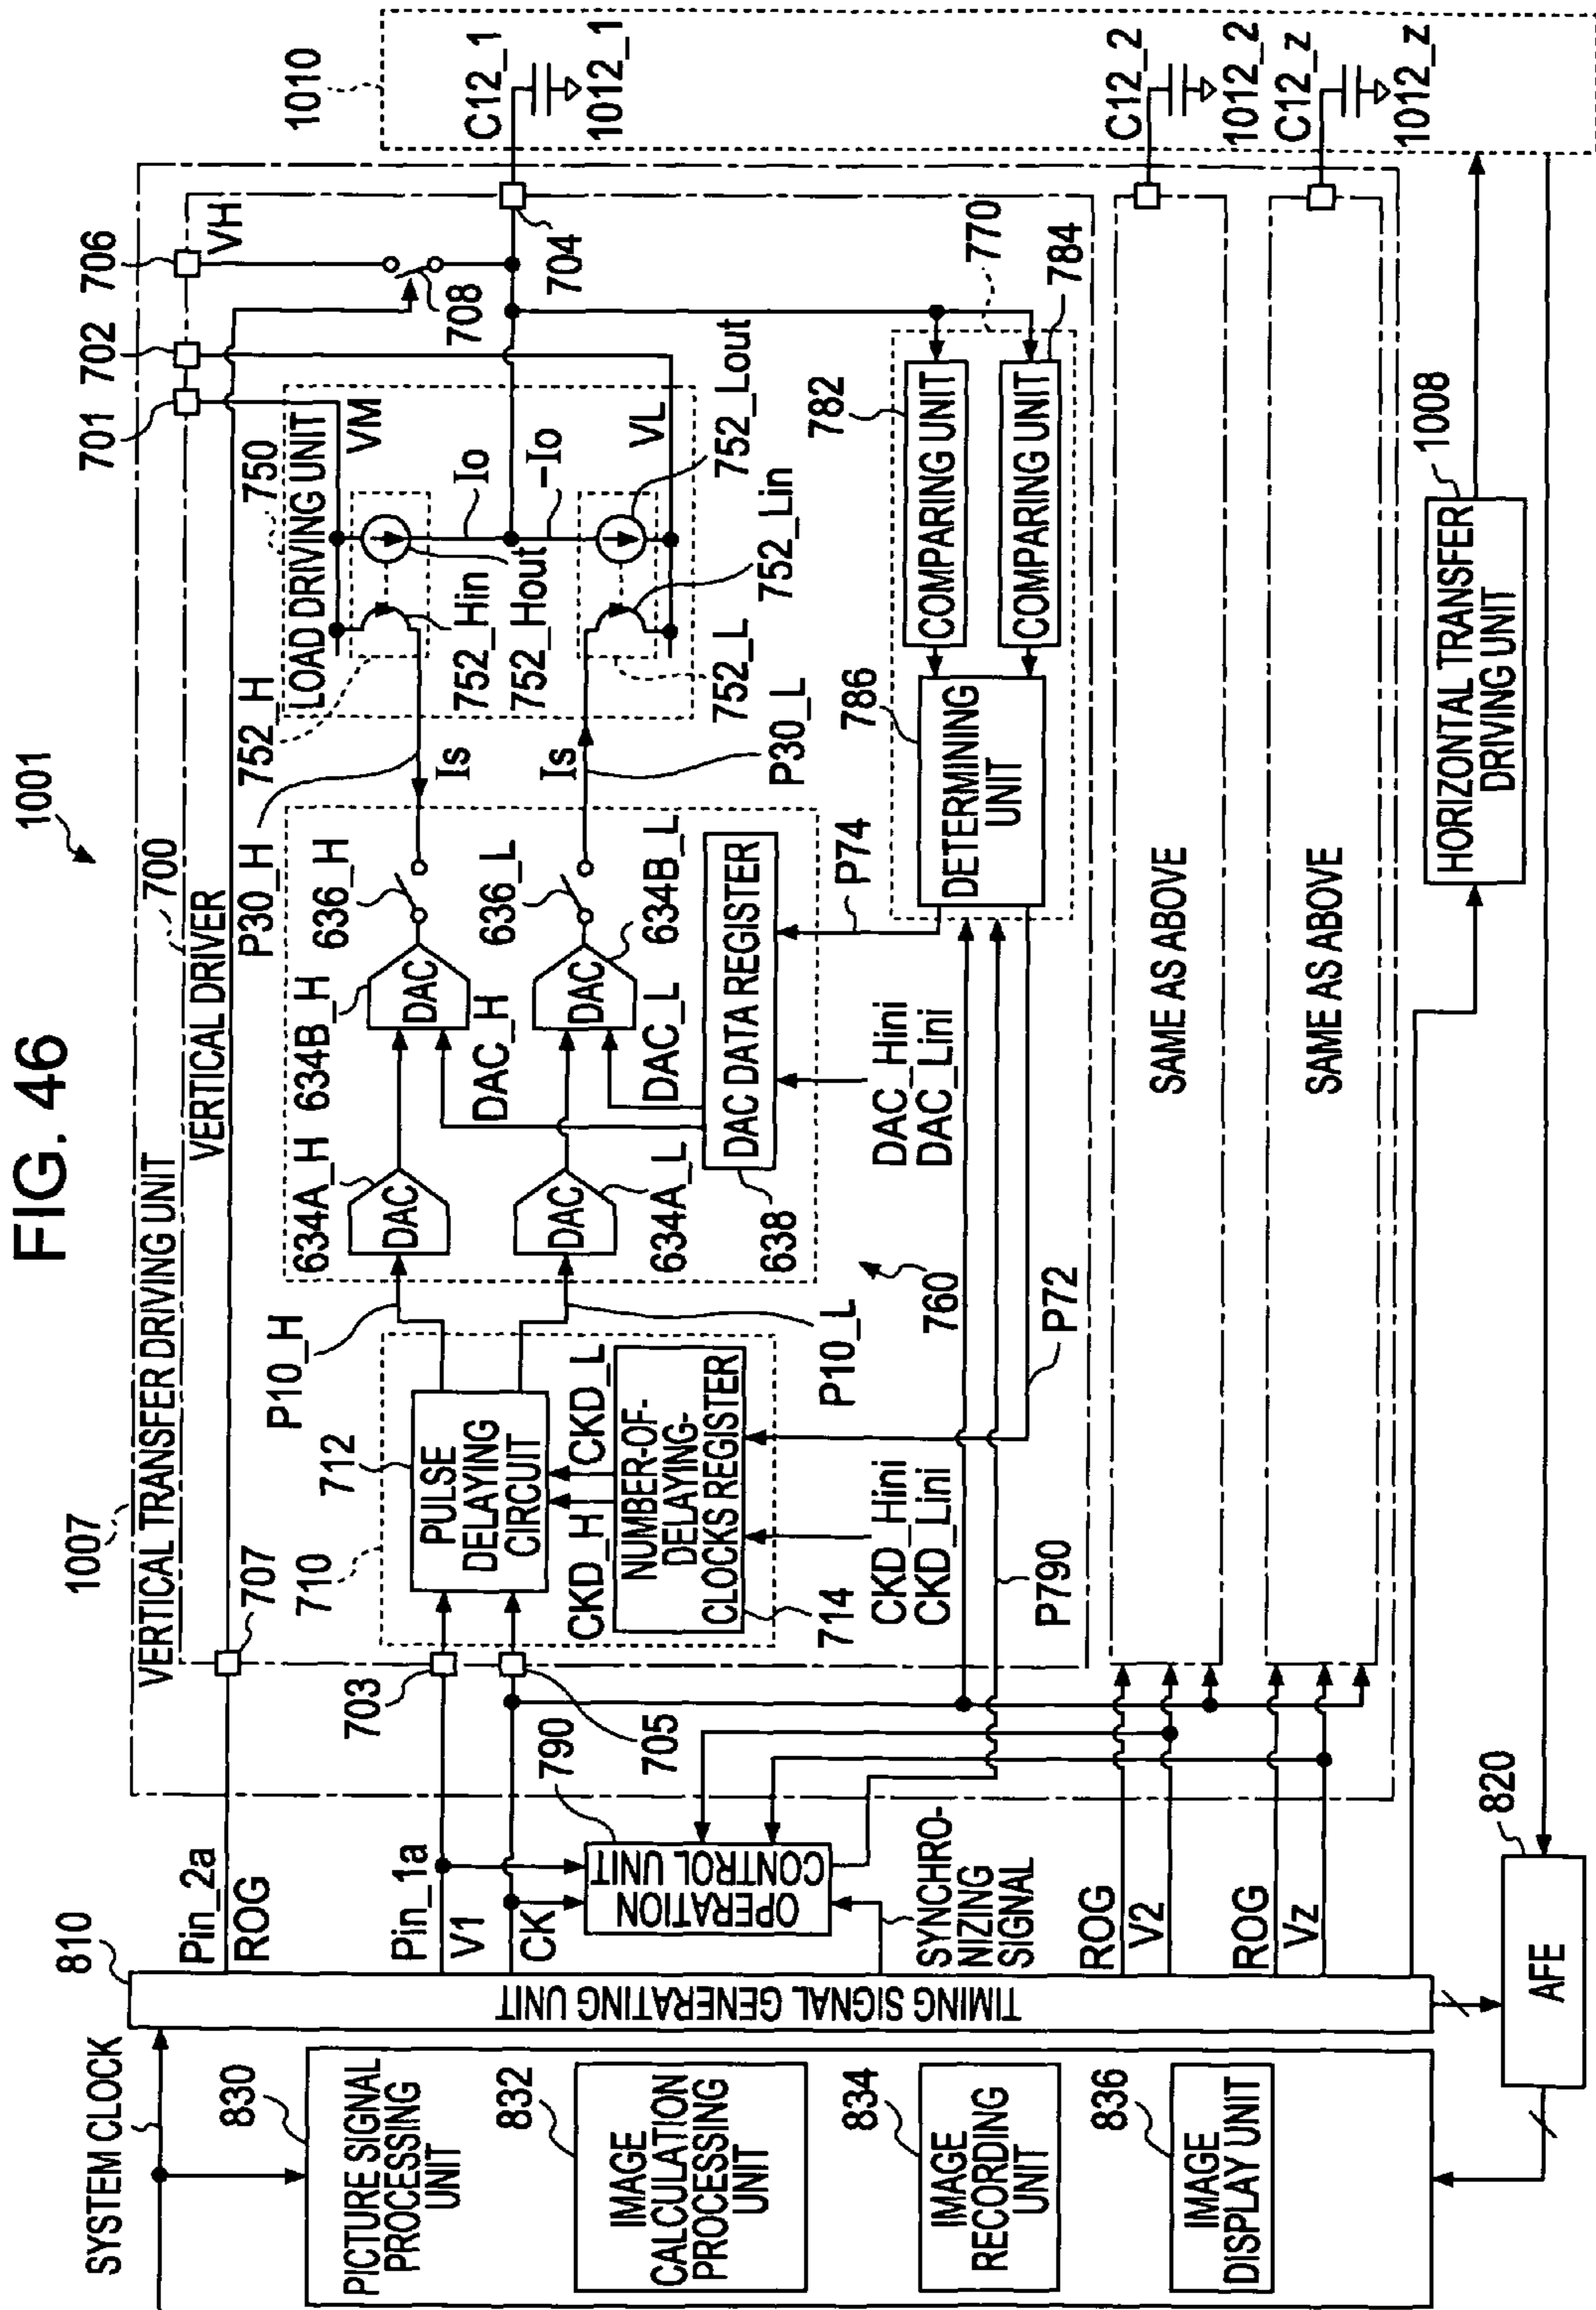 FIG. 46
1001
1007
VERTICAL TRANSFER DRIVING UNIT
700
VERTICAL DRIVER
701
702
706
VH
1010
SYSTEM CLOCK
810
Pin_2a
ROG
707
708
830
PICTURE SIGNAL
PROCESSING
UNIT
832
IMAGE
CALCULATION
PROCESSING
UNIT
834
IMAGE
RECORDING
UNIT
836
IMAGE
DISPLAY UNIT
TIMING SIGNAL GENERATING UNIT
Pin_1a
V1
CK
703
705
790
OPERATION
CONTROL UNIT
SYNCHRO-
NIZING
SIGNAL
ROG
V2
ROG
Vz
820
AFE
710
712
PULSE
DELAYING
CIRCUIT
CKD_H
CKD_L
NUMBER-OF-
DELAYING-
CLOCKS REGISTER
714
CKD_Hini
CKD_Lini
P790
P10_H
P10_L
760
P72
634A_H
DAC
634B_H
DAC
636_H
DAC_H
DAC
634A_L
DAC
634B_L
636_L
DAC_L
DAC DATA REGISTER
638
DAC_Hini
DAC_Lini
P74
P30_H
752_H
Is
Is
P30_L
750
LOAD DRIVING UNIT
VM
752_Hin
752_Hout
Io
−Io
VL
752_L
752_Lin
752_Lout
704
770
782
COMPARING UNIT
784
COMPARING UNIT
786
DETERMINING
UNIT
C12_1
1012_1
C12_2
1012_2
C12_z
1012_z
SAME AS ABOVE
SAME AS ABOVE
1008
HORIZONTAL TRANSFER
DRIVING UNIT